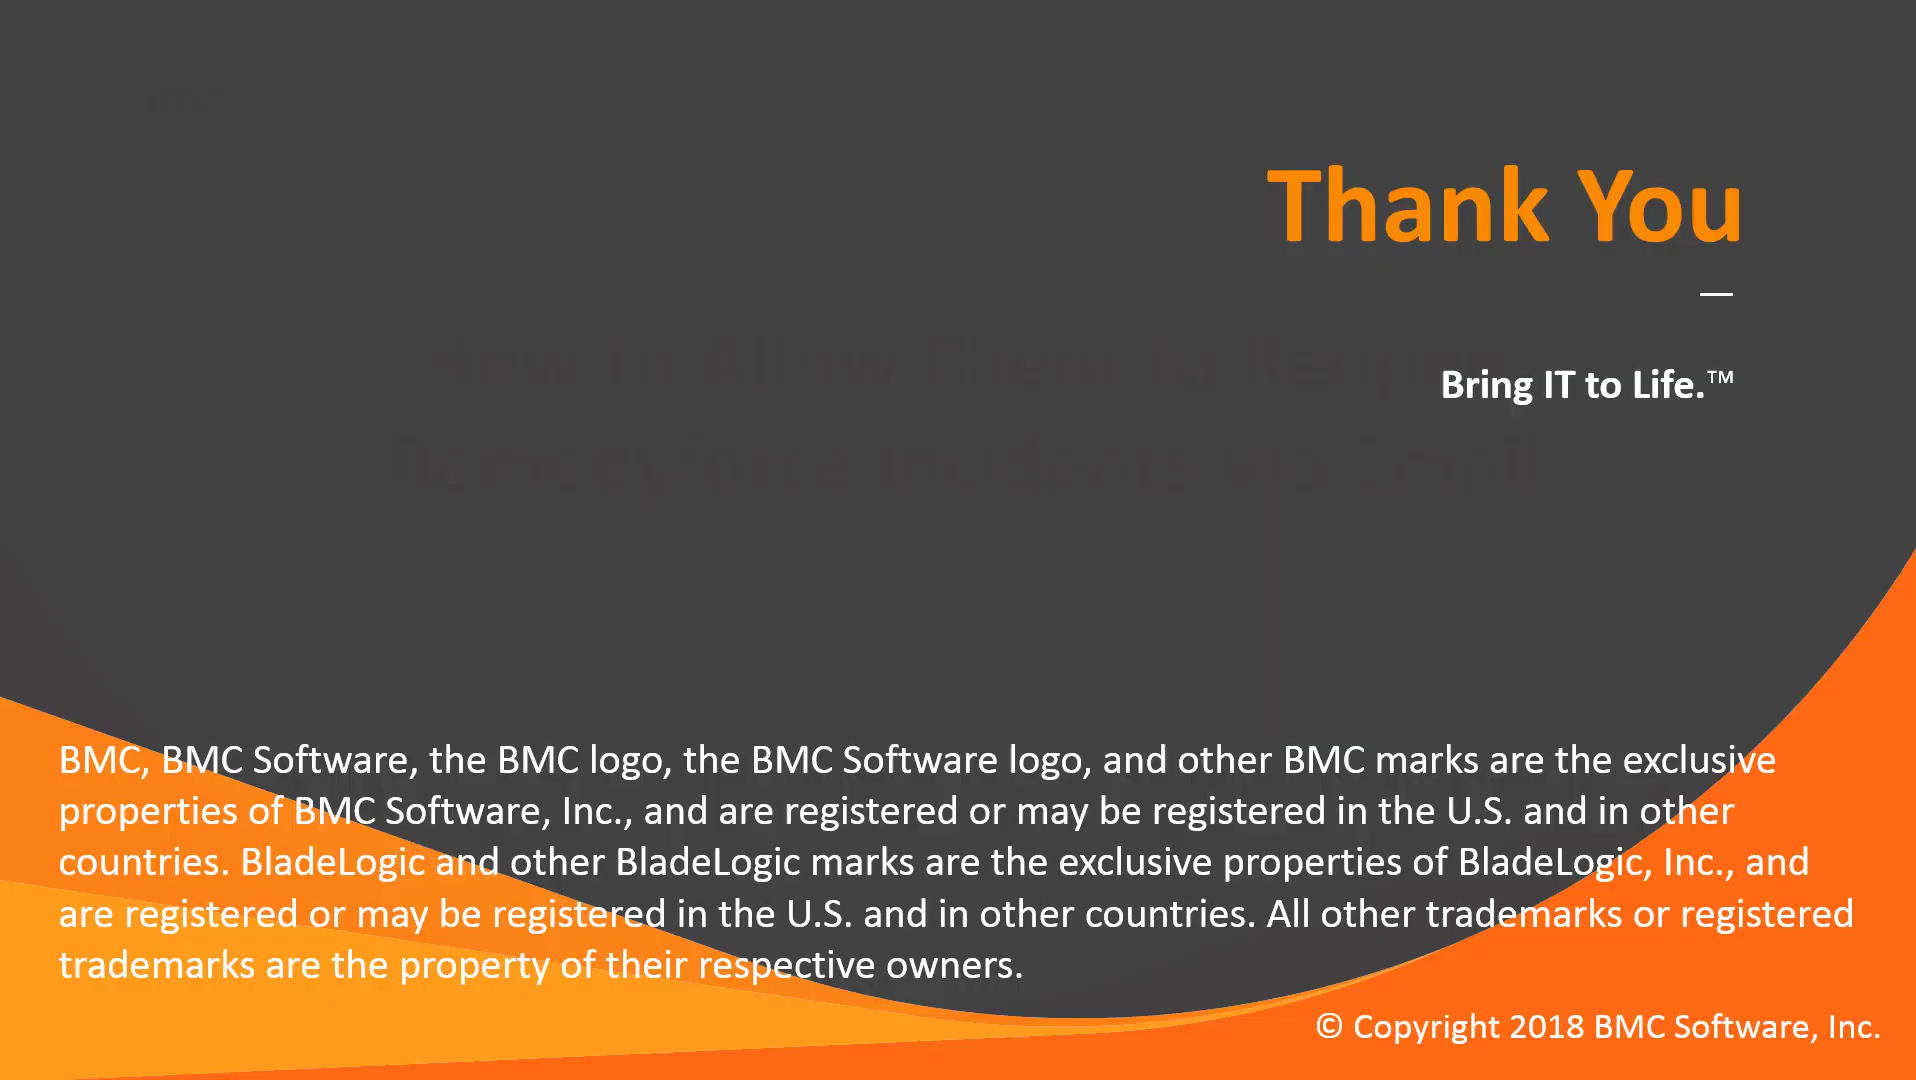 Thank You
Bring IT to Life.™
BMC, BMC Software, the BMC logo, the BMC Software logo, and other BMC marks are the exclusive
properties of BMC Software, Inc., and are registered or may be registered in the U.S. and in other
countries. BladeLogic and other BladeLogic marks are the exclusive properties of BladeLogic, Inc., and
are registered or may be registered in the U.S. and in other countries. All other trademarks or registered
trademarks are the property of their respective owners.
© Copyright 2018 BMC Software, Inc.